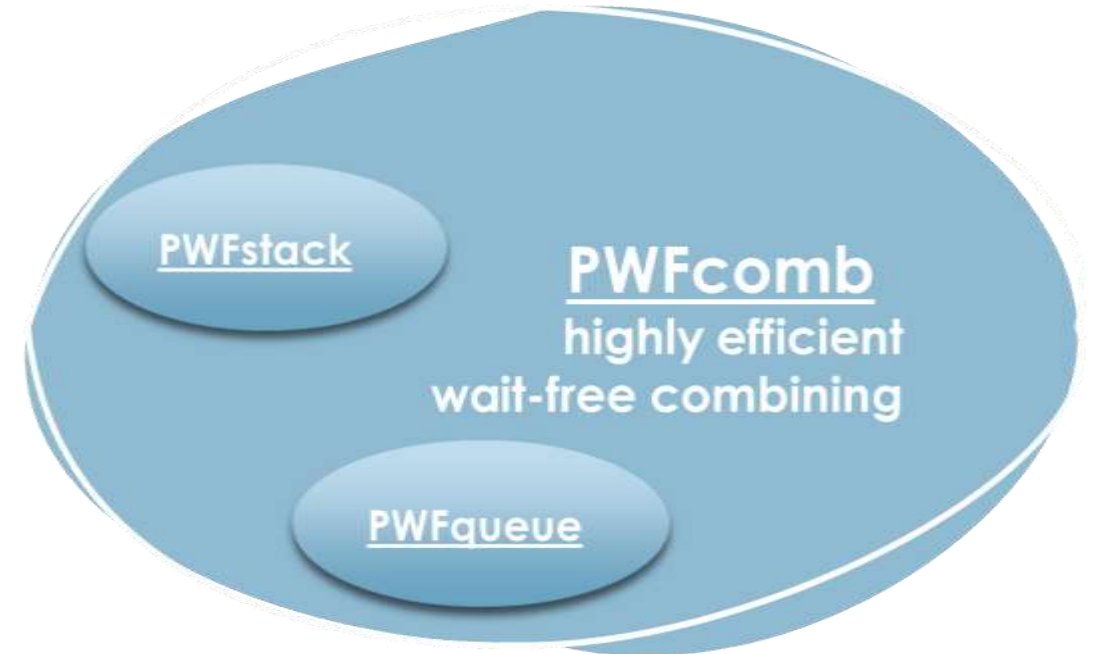 PWFstack
PWFcomb
highly efficient
wait-free combining
PWFqueue